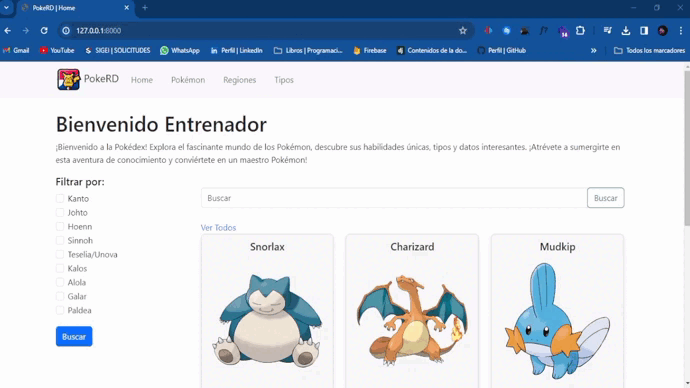 PokeRD | Home
127.0.0.1:8000
16
Gmail
YouTube
SIGEI | SOLICITUDES
WhatsApp
Perfil | LinkedIn
Libros | Programaci...
Firebase
Contenidos de la do...
Perfil | GitHub
Todos los marcadores
PokeRD
Home
Pokémon
Regiones
Tipos
Bienvenido Entrenador
¡Bienvenido a la Pokédex! Explora el fascinante mundo de los Pokémon, descubre sus habilidades únicas, tipos y datos interesantes. ¡Atrévete a sumergirte
en esta aventura de conocimiento y conviértete en un maestro Pokémon!
Filtrar por:
Kanto
Johto
Hoenn
Sinnoh
Teselia/Unova
Kalos
Alola
Galar
Paldea
Buscar
Buscar
Buscar
Ver Todos
Snorlax
Charizard
Mudkip